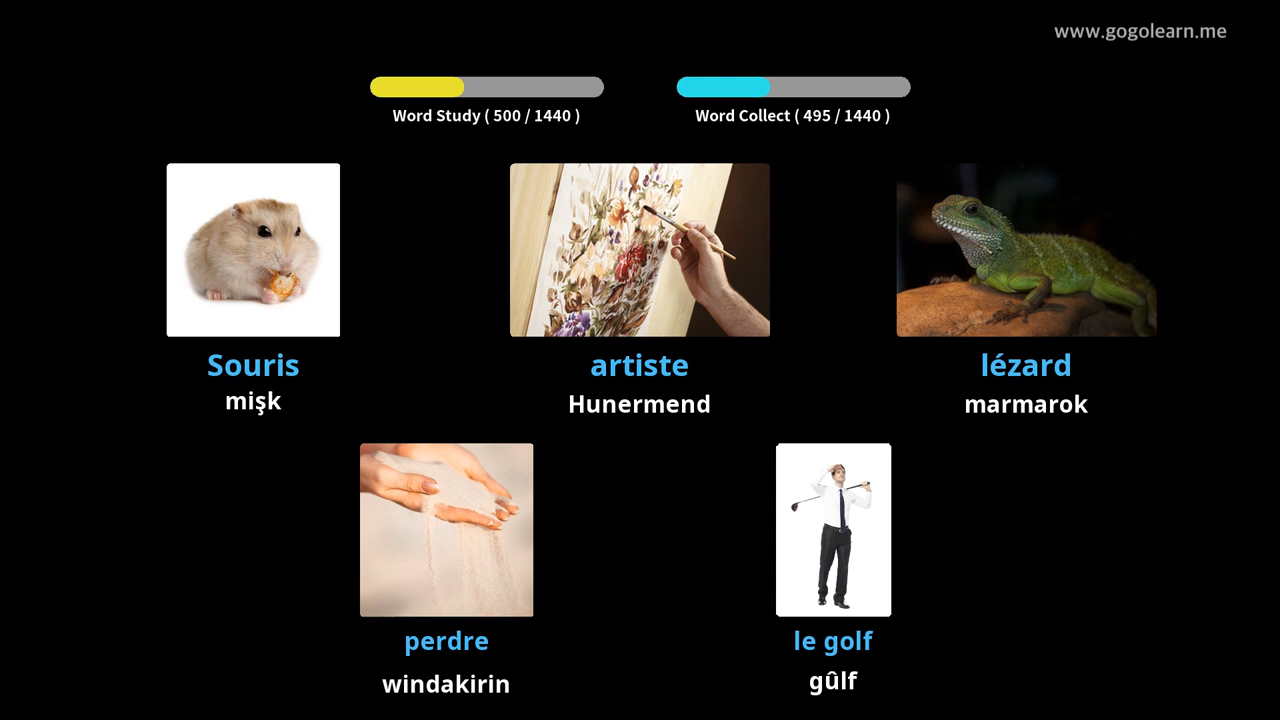 www.gogolearn.me
Word Study ( 500 / 1440 )
Word Collect ( 495 / 1440 )
Souris
mişk
artiste
Hunermend
lézard
marmarok
perdre
windakirin
le golf
gûlf